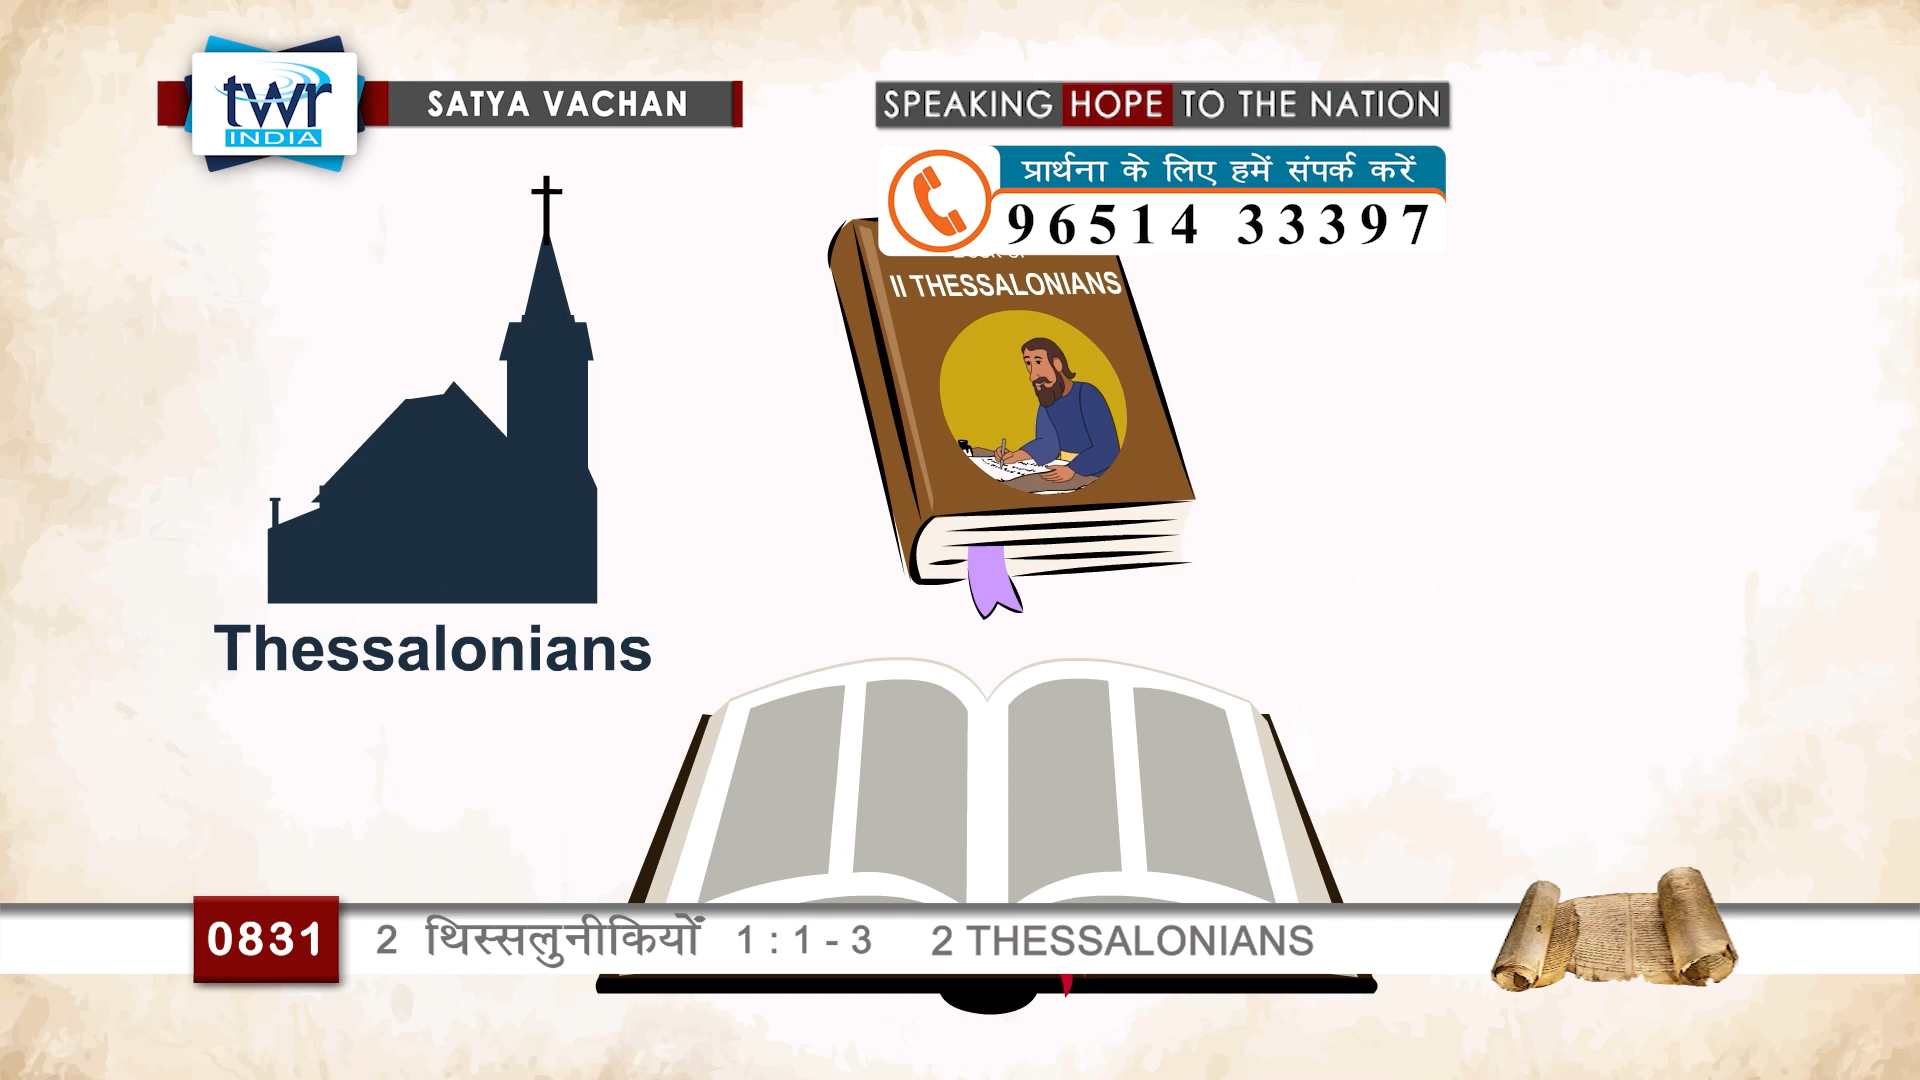 twr
INDIA
SATYA VACHAN
SPEAKING HOPE TO THE NATION
प्रार्थना के लिए हमें संपर्क करें
96514 33397
II THESSALONIANS
Thessalonians
0831
2 थिस्सलुनीकियों 1 : 1 - 3 2 THESSALONIANS